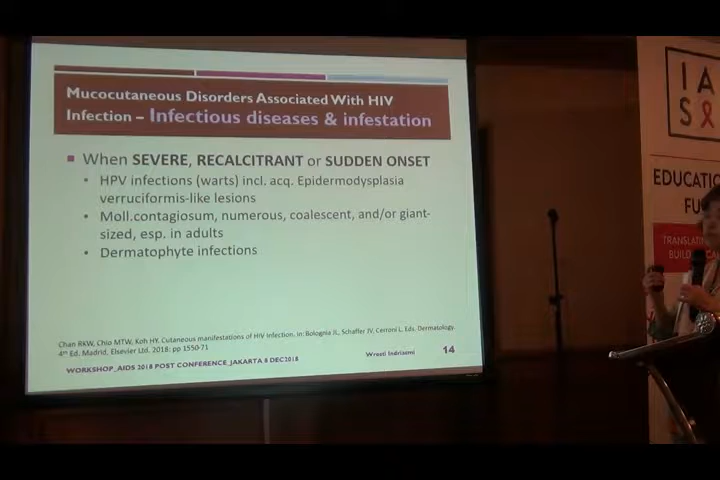 Mucocutaneous Disorders Associated With HIV
Infection – Infectious diseases & infestation
When SEVERE, RECALCITRANT or SUDDEN ONSET
HPV infections (warts) incl. acq. Epidermodysplasia
verruciformis-like lesions
Moll.contagiosum, numerous, coalescent, and/or giant-
sized, esp. in adults
Dermatophyte infections
Chan RKW, Chio MTW, Koh HY. Cutaneous manifestations of HIV infection. In: Bolognia JL, Schaffer JV, Cerroni L. Eds. Dermatology.
4th Ed. Madrid, Elsevier Ltd. 2018: pp 1550-71
WORKSHOP_AIDS 2018 POST CONFERENCE_JAKARTA 8 DEC2018
Wresti Indriatmi
14
IA
S
EDUCATIO
FU
TRANSLATI
BUILD